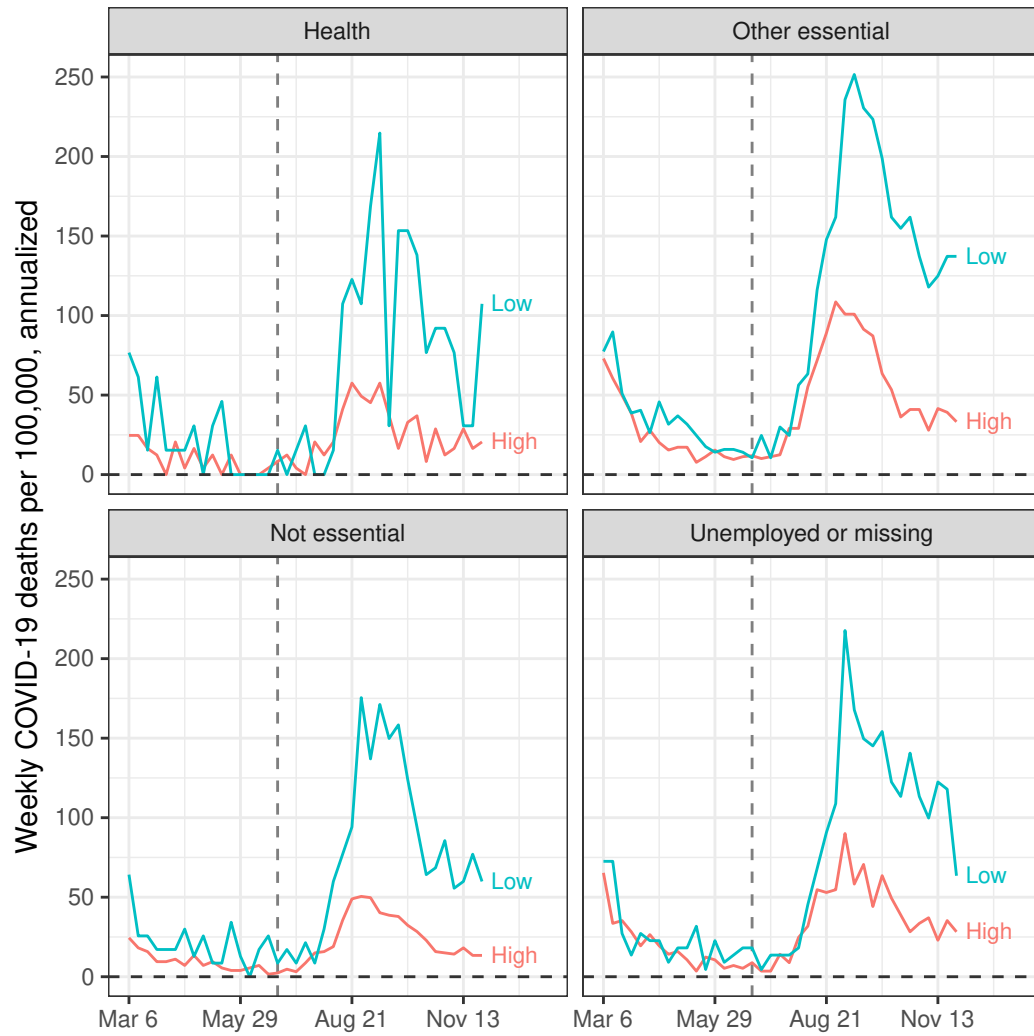 Weekly COVID-19 deaths per 100,000, annualized
Health
Other essential
250
200
150
100
50
0
Low
High
Low
High
Not essential
Unemployed or missing
250
200
150
100
50
0
Low
High
Low
High
Mar 6 May 29 Aug 21 Nov 13
Mar 6 May 29 Aug 21 Nov 13